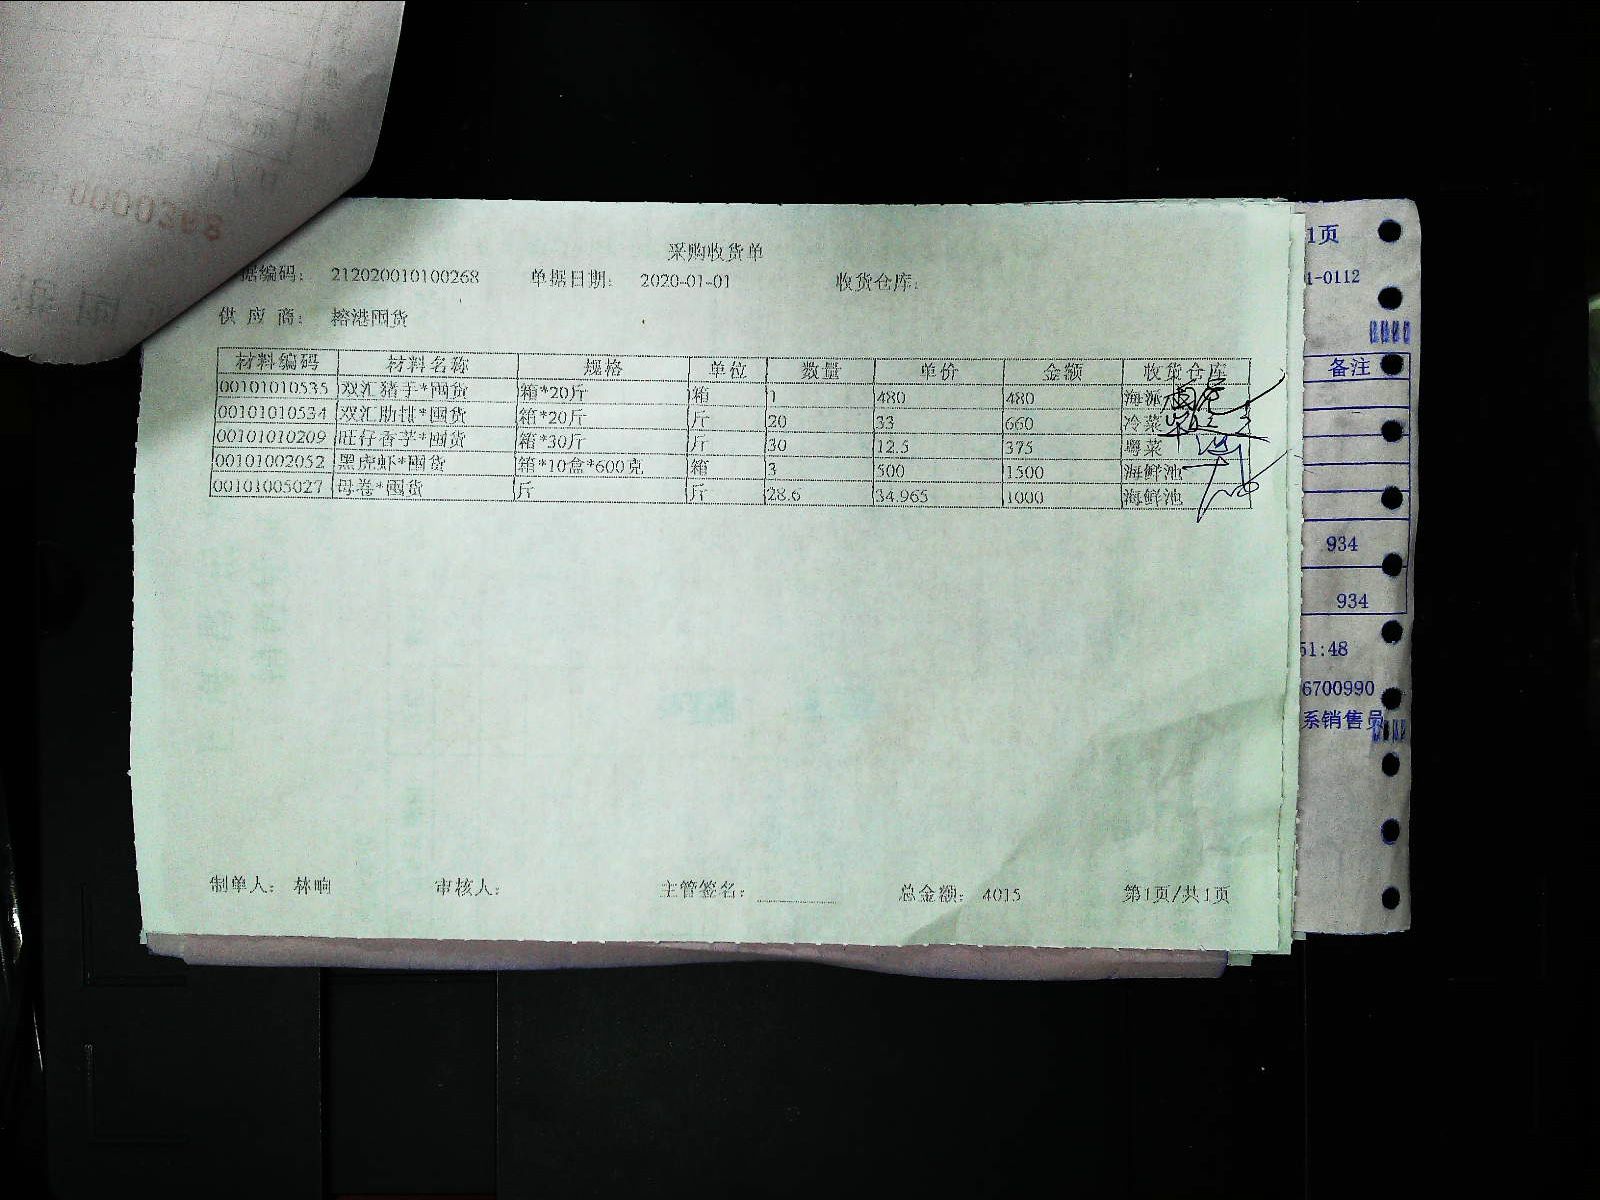 采购收货单
据编码： 212020010100268 单据日期： 2020-01-01 收货仓库：
供 应 商： 榕港囤货
材料编码 材料名称 规格 单位 数量 单价 金额 收货仓库
00101010535 双汇猪手*囤货 箱*20斤 箱 1 480 480 海派
00101010534 双汇肋排*囤货 箱*20斤 斤 20 33 660 冷菜
00101010209 旺仔香芋*囤货 箱*30斤 斤 30 12.5 375 粤菜
00101002052 黑虎虾*囤货 箱*10盒*600克 箱 3 500 1500 海鲜池
00101005027 母卷*囤货 斤 斤 28.6 34.965 1000 海鲜池
制单人： 林响 审核人： 主管签名： 总金额： 4015 第1页/共1页
1页
1-0112
备注
934
934
51:48
6700990
系销售员